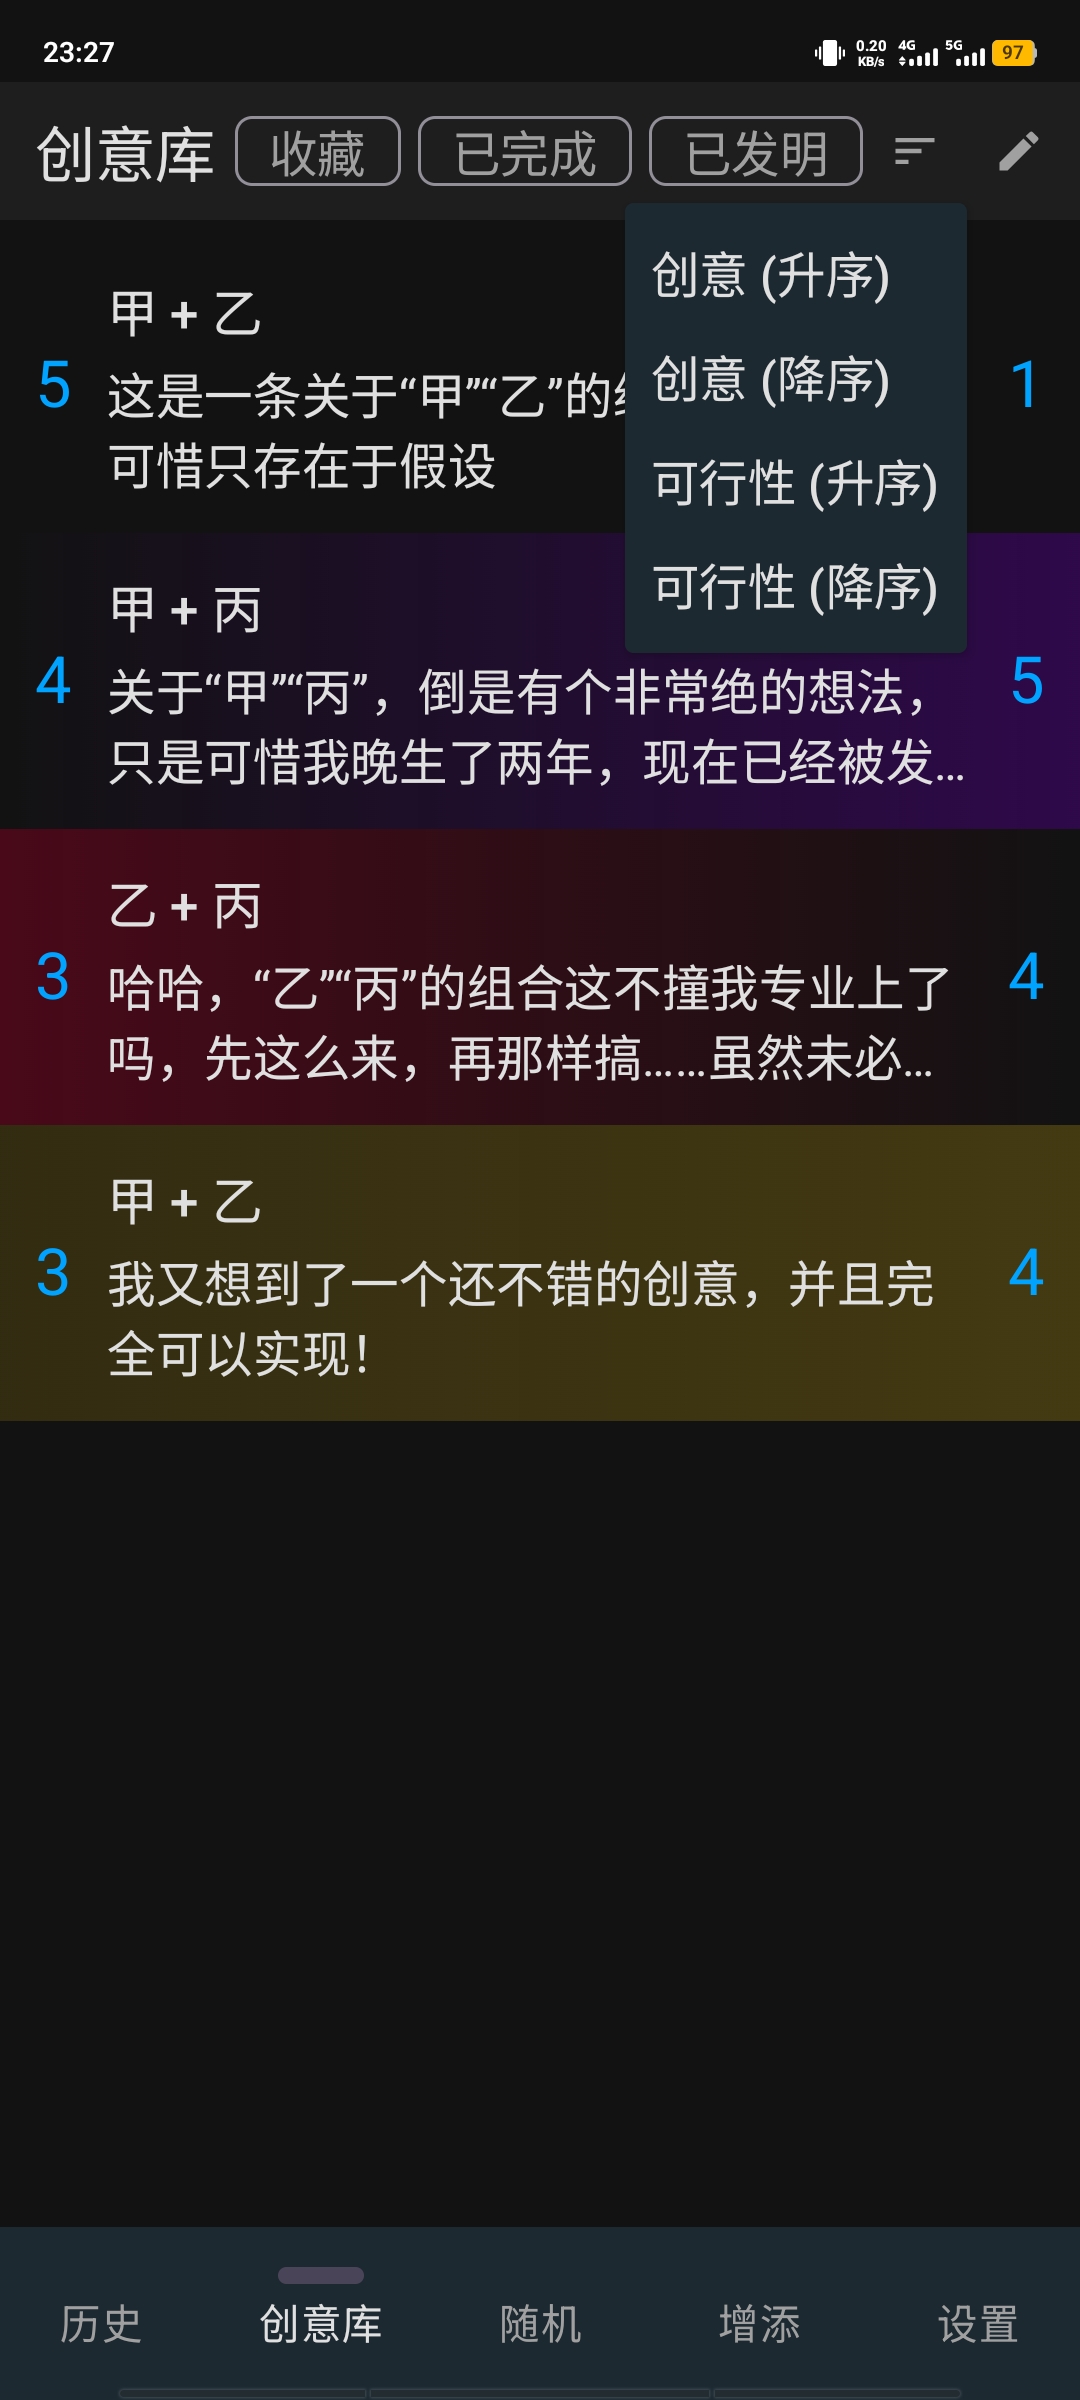 23:27
0.20 KB/s 4G 5G 97
创意库 收藏 已完成 已发明
创意 (升序)
创意 (降序)
可行性 (升序)
可行性 (降序)
甲 + 乙
5 这是一条关于“甲”“乙”的 1
可惜只存在于假设
甲 + 丙
4 关于“甲”“丙”，倒是有个非常绝的想法， 5
只是可惜我晚生了两年，现在已经被发…
乙 + 丙
3 哈哈，“乙”“丙”的组合这不撞我专业上了 4
吗，先这么来，再那样搞……虽然未必…
甲 + 乙
3 我又想到了一个还不错的创意，并且完 4
全可以实现！
历史 创意库 随机 增添 设置